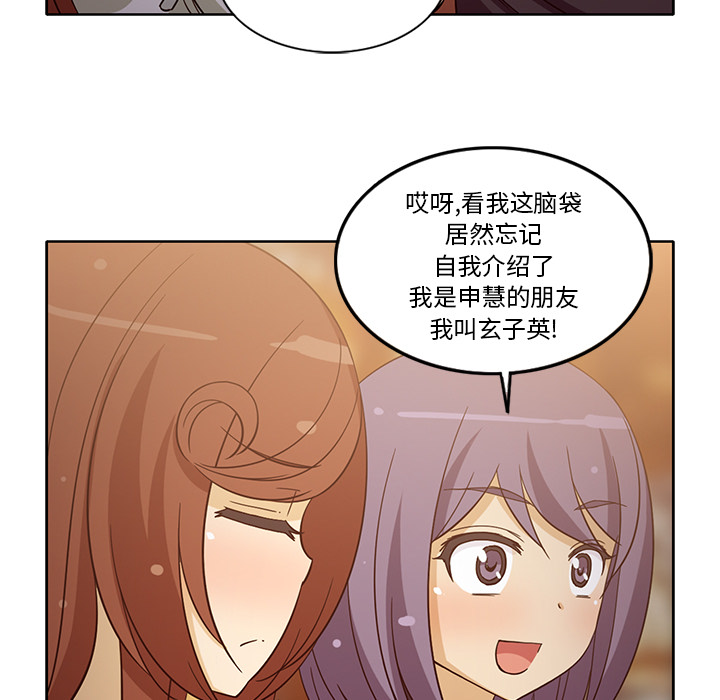 哎呀,看我这脑袋
居然忘记
自我介绍了
我是申慧的朋友
我叫玄子英!